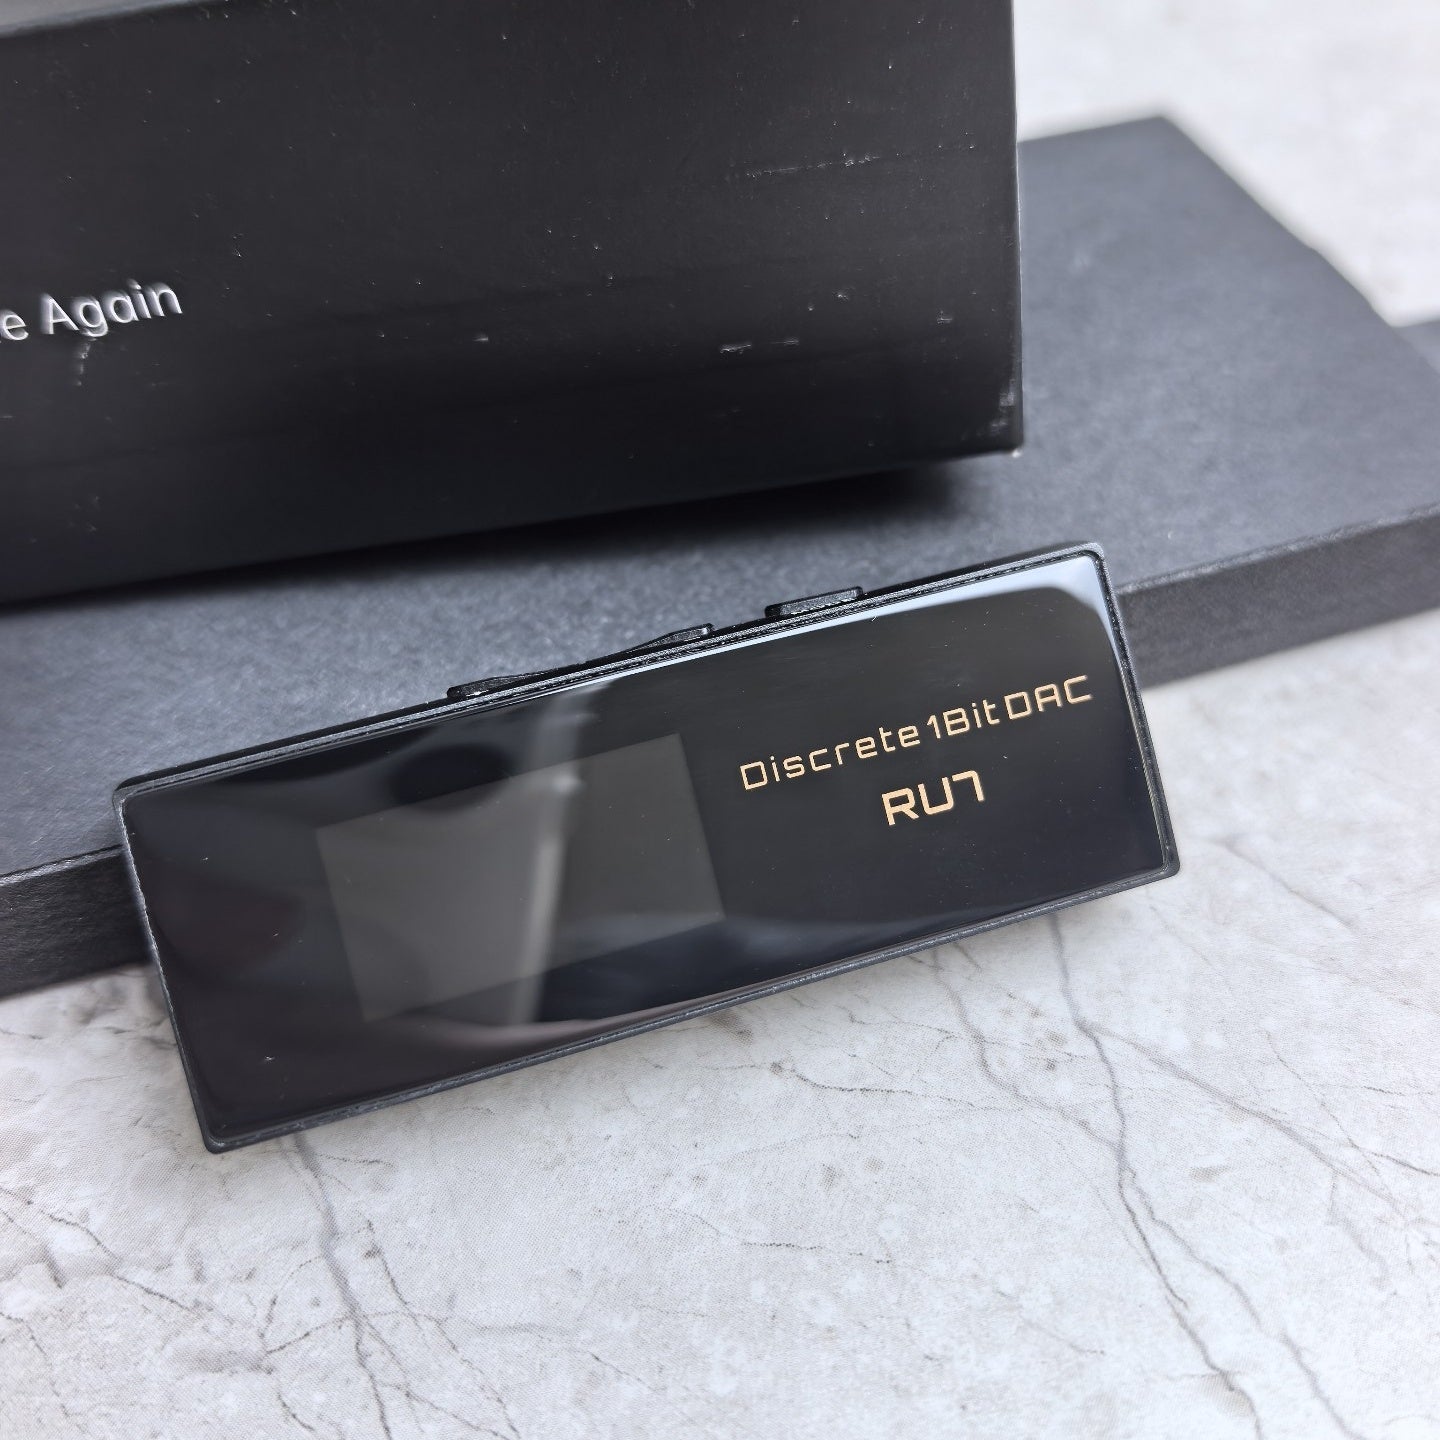 e Again
Discrete 1Bit DAC
RU7